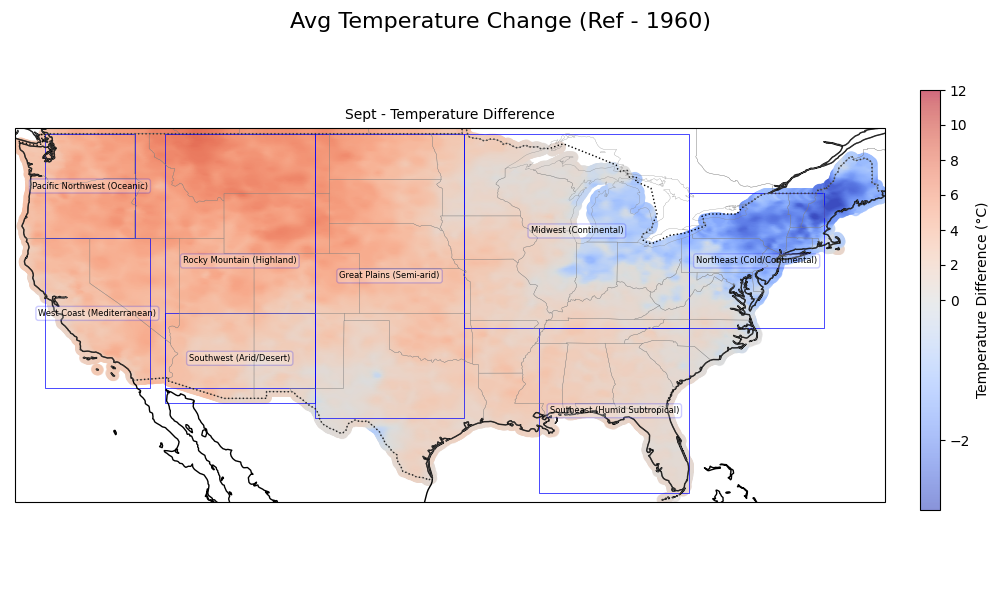 Avg Temperature Change (Ref - 1960)
Sept - Temperature Difference
Pacific Northwest (Oceanic)
Midwest (Continental)
Rocky Mountain (Highland)
Northeast (Cold/Continental)
Great Plains (Semi-arid)
West Coast (Mediterranean)
Southwest (Arid/Desert)
Southeast (Humid Subtropical)
12
10
8
6
4
2
0
−2
Temperature Difference (°C)